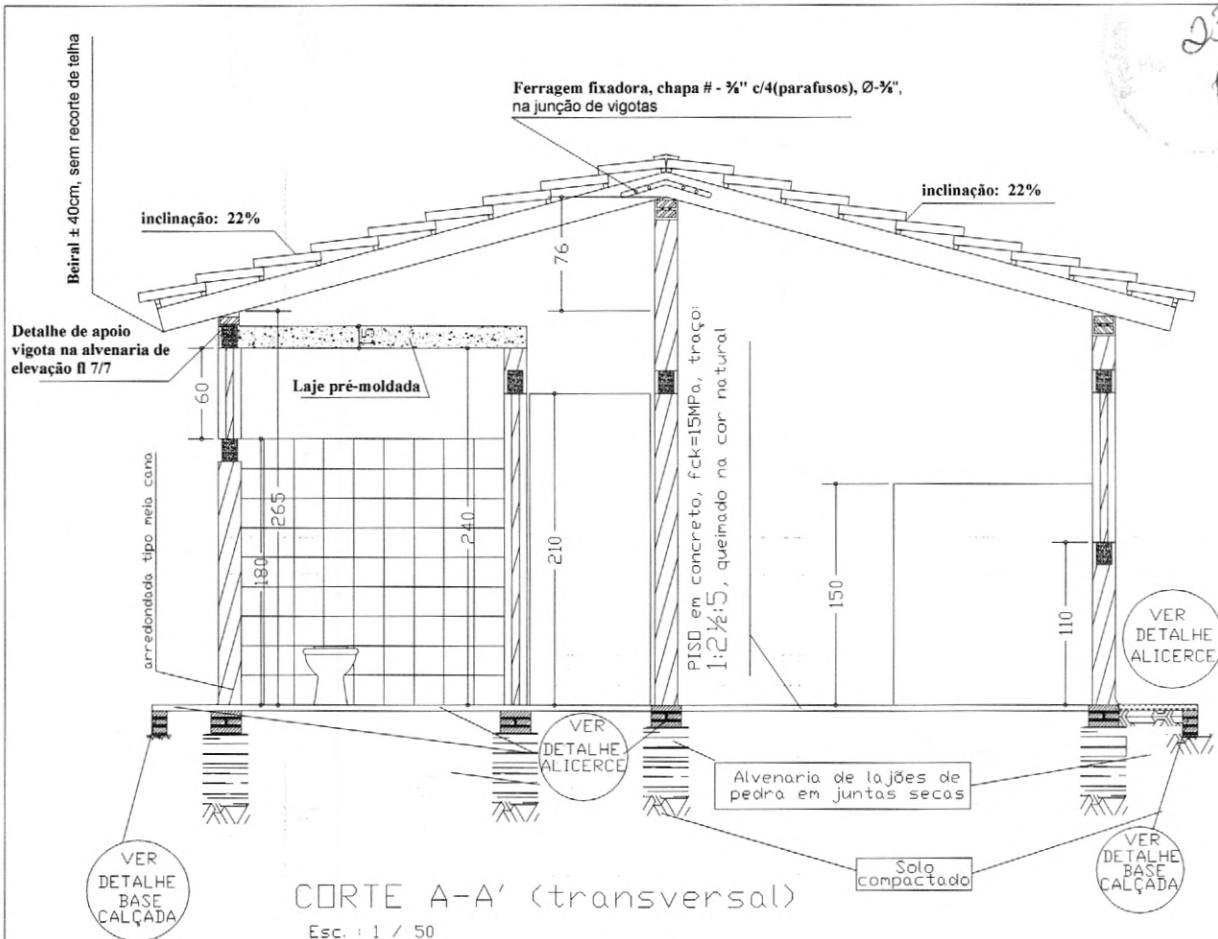 Beiral ± 40cm, sem recorte de telha
Ferragem fixadora, chapa # - ⅜" c/4(parafusos), Ø-⅜",
na junção de vigotas
inclinação: 22%
inclinação: 22%
76
Detalhe de apoio
vigota na alvenaria de
elevação fl 7/7
15
Laje pré-moldada
60
arredondada tipo meia cana
180
265
240
210
PISO em concreto, fck=15MPa, traço:
1:2½:5, queimado na cor natural
150
110
VER
DETALHE
ALICERCE
VER
DETALHE
ALICERCE
Alvenaria de lajões de
pedra em juntas secas
VER
DETALHE
BASE
CALÇADA
Solo
compactado
VER
DETALHE
BASE
CALÇADA
CORTE A-A' (transversal)
Esc. : 1 / 50